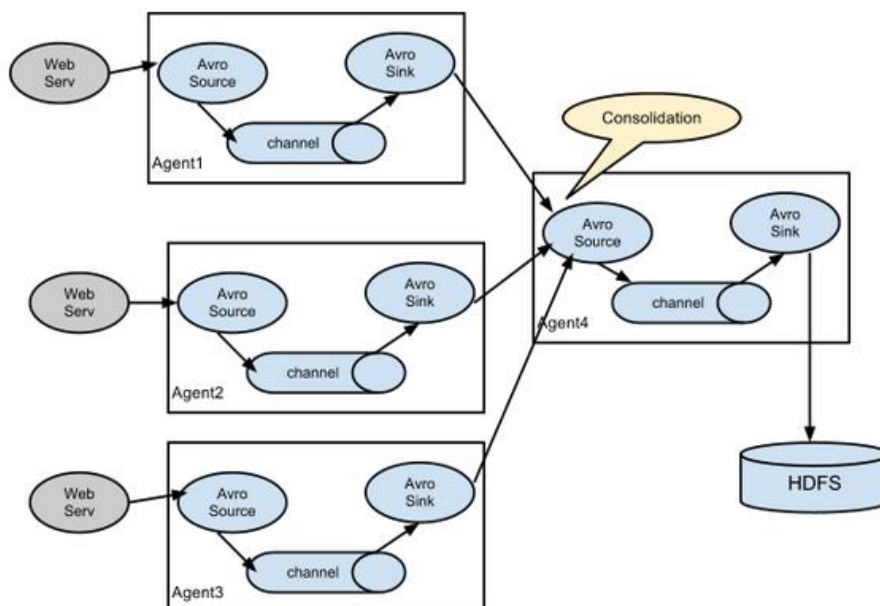 Web
Serv
Avro
Source
Avro
Sink
channel
Agent1
Consolidation
Avro
Source
Avro
Sink
channel
Agent4
Web
Serv
Avro
Source
Avro
Sink
channel
Agent2
Web
Serv
Avro
Source
Avro
Sink
channel
Agent3
HDFS